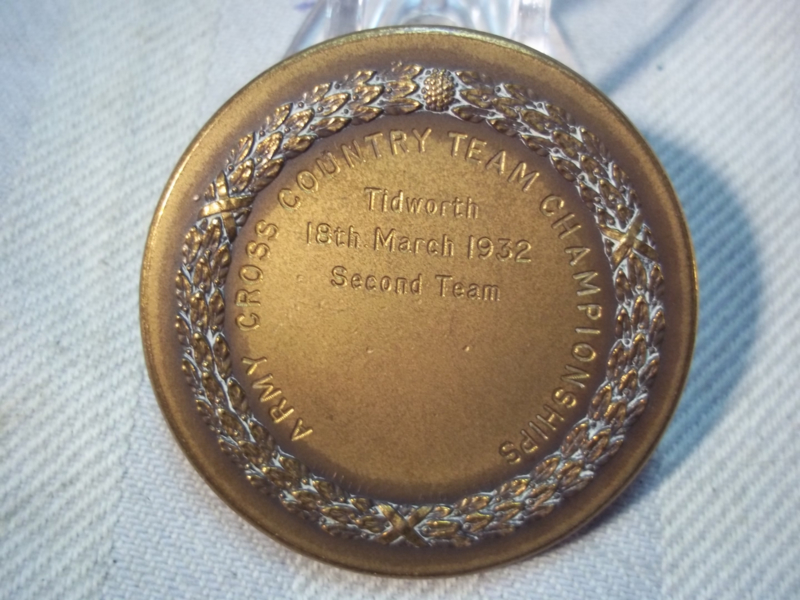 ARMY CROSS COUNTRY TEAM CHAMPIONSHIPS
Tidworth
18th March 1932
Second Team